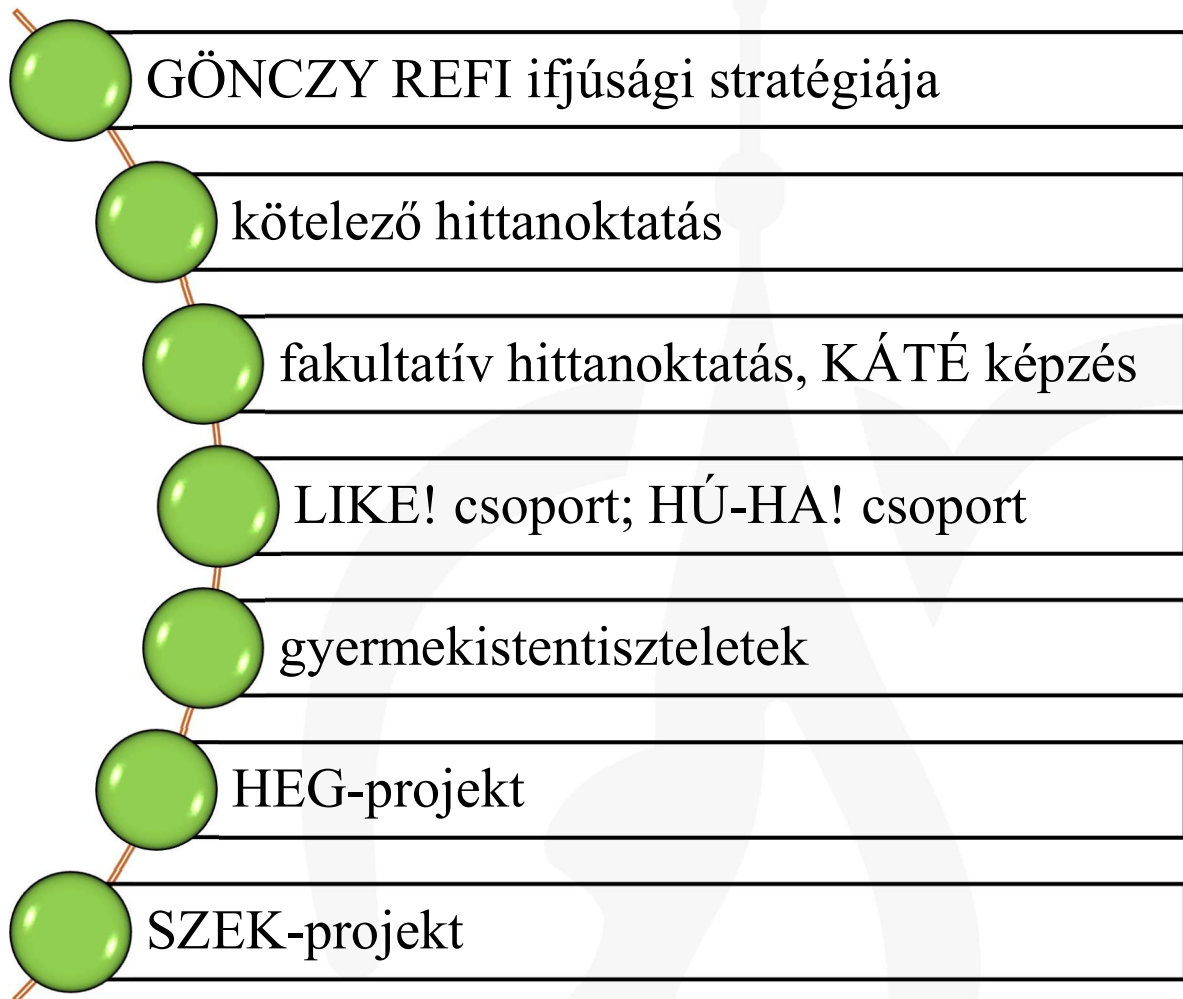 GÖNCZY REFI ifjúsági stratégiája
kötelező hittanoktatás
fakultatív hittanoktatás, KÁTÉ képzés
LIKE! csoport; HÚ-HA! csoport
gyermekistentiszteletek
HEG-projekt
SZEK-projekt